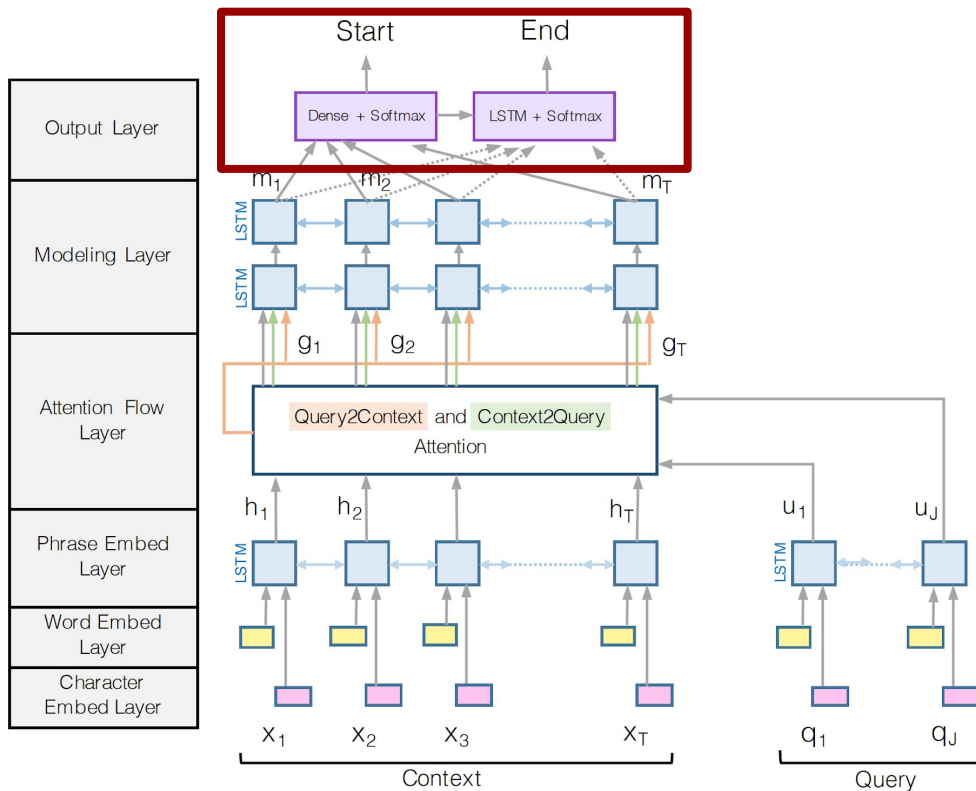 Start End
Output Layer
Dense + Softmax LSTM + Softmax
m1 m2 mT
LSTM
Modeling Layer
LSTM
g1 g2 gT
Attention Flow
Layer
Query2Context and Context2Query
Attention
h1 h2 hT u1 uJ
Phrase Embed
Layer
LSTM LSTM
Word Embed
Layer
Character
Embed Layer
x1 x2 x3 xT q1 qJ
Context Query